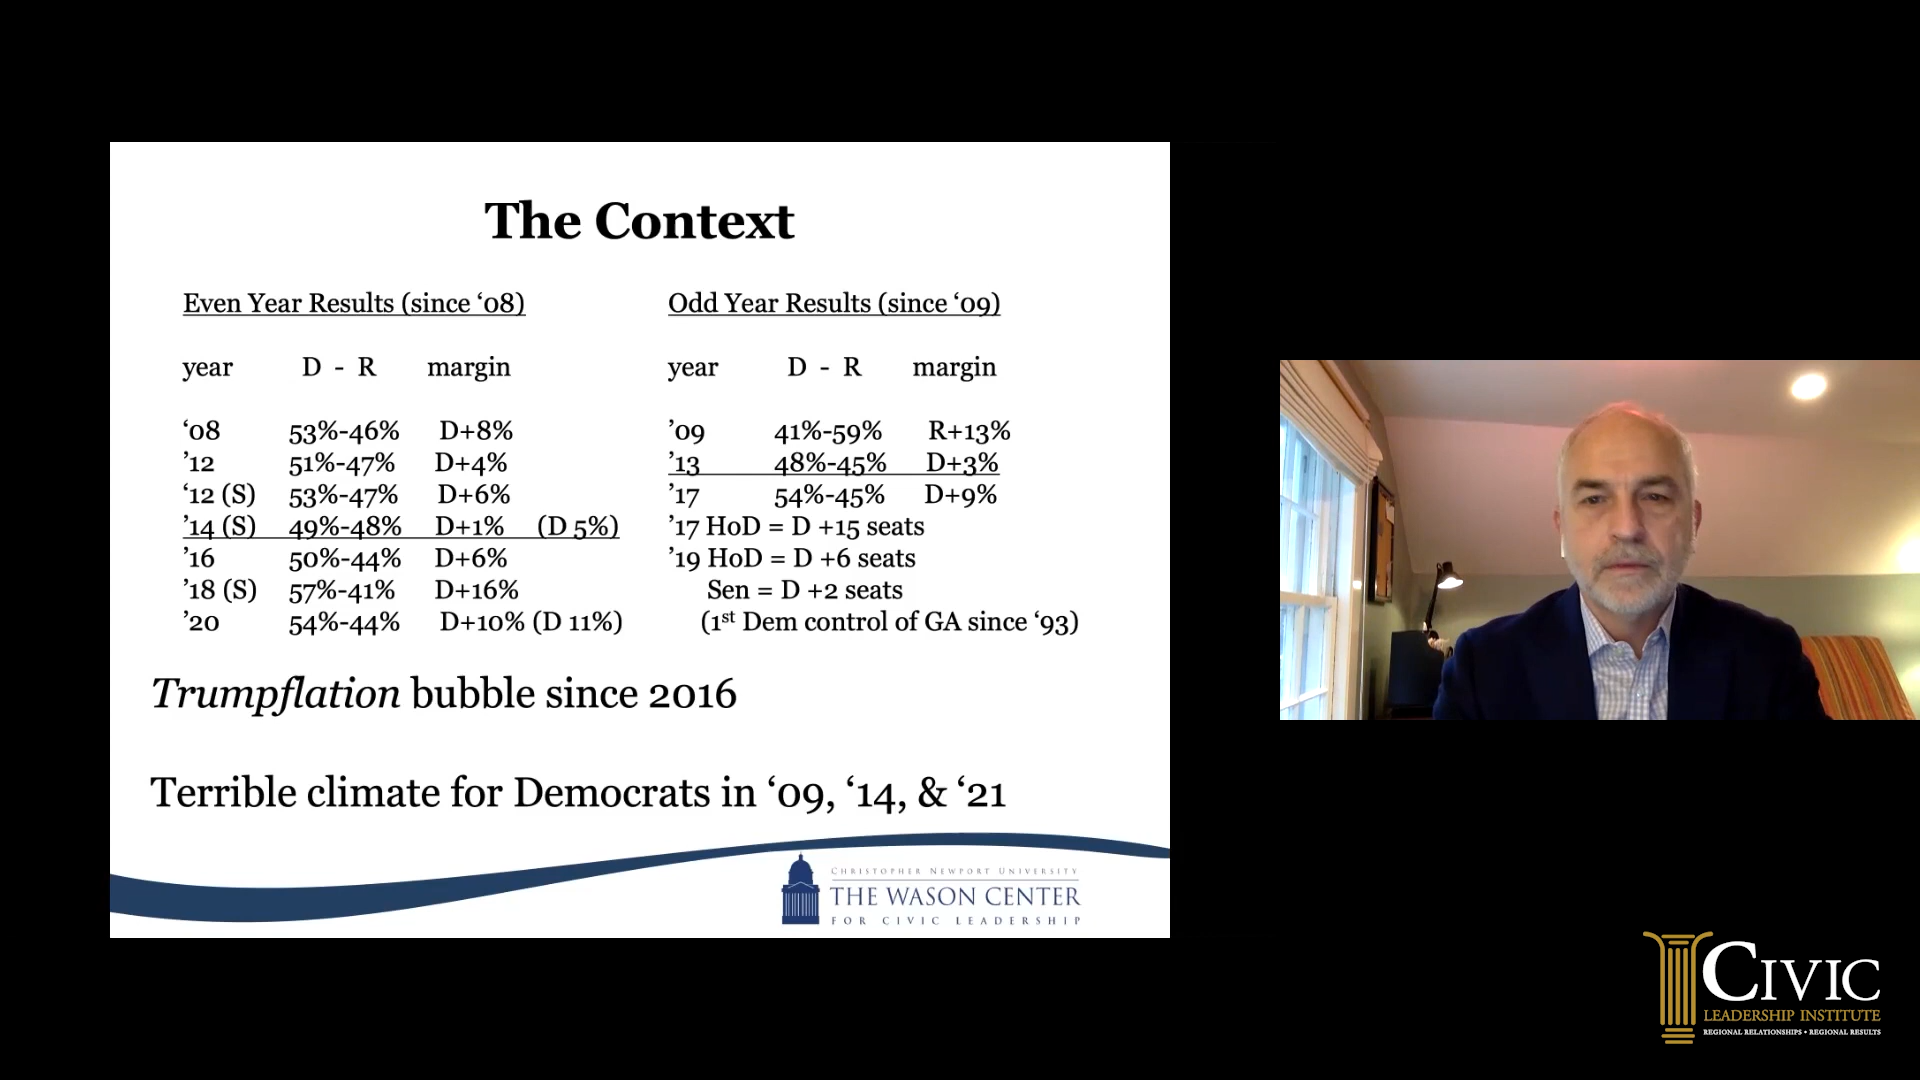 The Context
Even Year Results (since ‘08)
year D - R margin
‘08 53%-46% D+8%
’12 51%-47% D+4%
‘12 (S) 53%-47% D+6%
’14 (S) 49%-48% D+1% (D 5%)
’16 50%-44% D+6%
’18 (S) 57%-41% D+16%
’20 54%-44% D+10% (D 11%)
Odd Year Results (since ‘09)
year D - R margin
’09 41%-59% R+13%
’13 48%-45% D+3%
’17 54%-45% D+9%
’17 HoD = D +15 seats
’19 HoD = D +6 seats
Sen = D +2 seats
(1st Dem control of GA since ‘93)
Trumpflation bubble since 2016
Terrible climate for Democrats in ‘09, ‘14, & ‘21
CHRISTOPHER NEWPORT UNIVERSITY
THE WASON CENTER
FOR CIVIC LEADERSHIP
CIVIC
LEADERSHIP INSTITUTE
REGIONAL RELATIONSHIPS • REGIONAL RESULTS